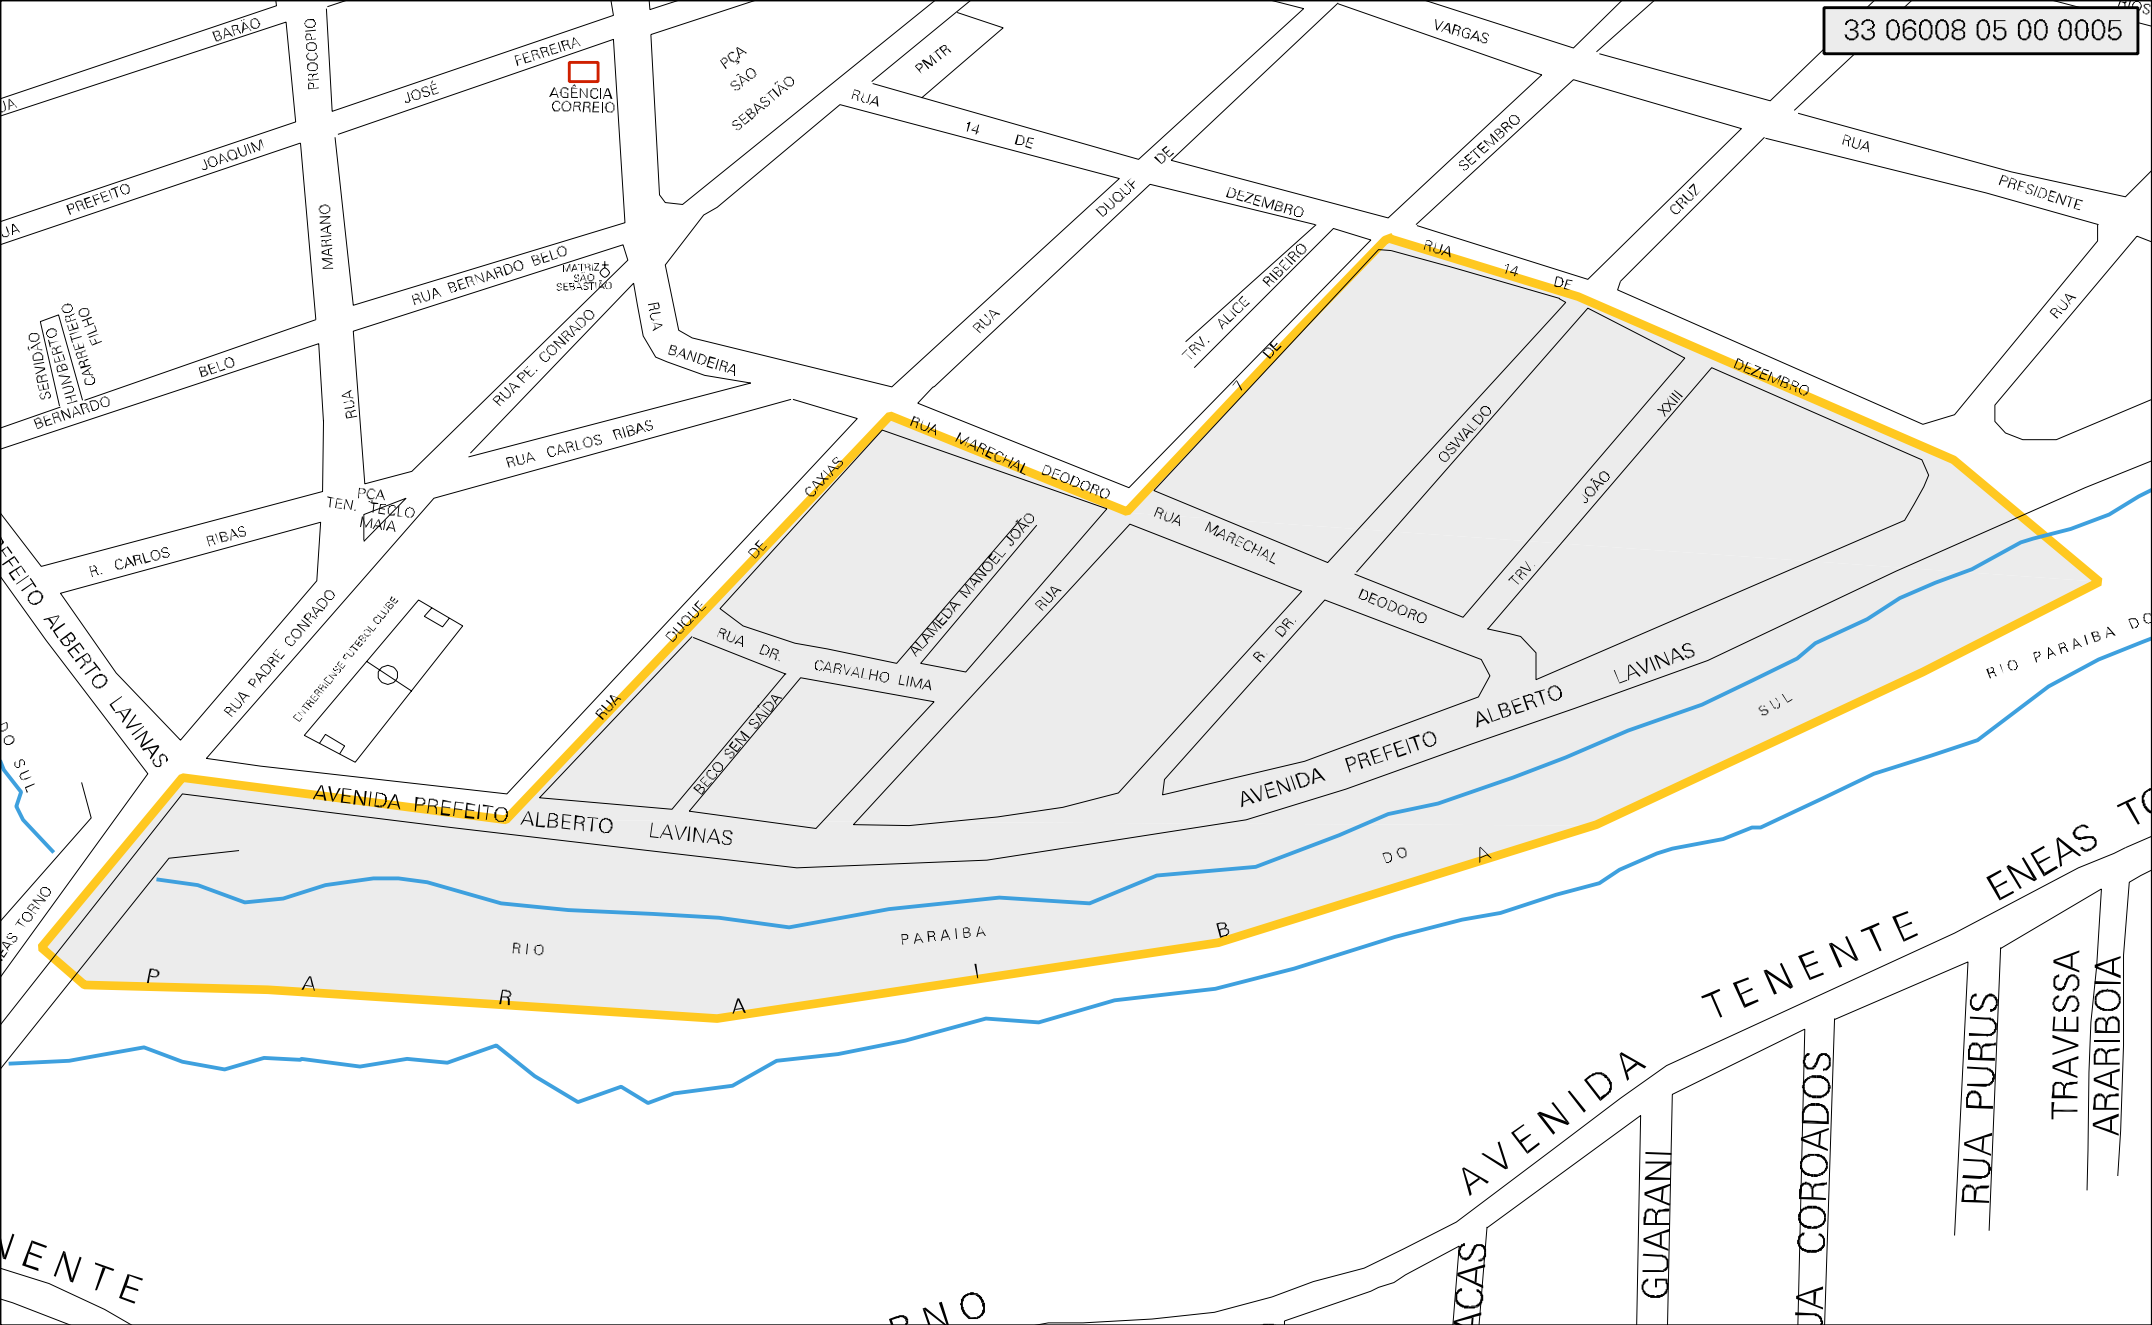 33 06008 05 00 0005
BARÃO
PROCOPIO
JOSÉ FERREIRA
AGÊNCIA
CORREIO
PÇA
SÃO
SEBASTIÃO
PMTR
VARGAS
RUA 14 DE DEZEMBRO
PREFEITO JOAQUIM
MARIANO
RUA
DUQUE DE
RUA
SETEMBRO
CRUZ
RUA PRESIDENTE
RUA
RUA BERNARDO BELO
MATRIZ
SÃO
SEBASTIÃO
SERVIDÃO
HUMBERTO
CARRETIERO
FILHO
BERNARDO BELO
RUA PE. CONRADO
RUA BANDEIRA
TRV. ALICE RIBEIRO
RUA 14 DE DEZEMBRO
7 DE
RUA CARLOS RIBAS
PÇA
TEN. TECLO
MAIA
R. CARLOS RIBAS
RUA MARECHAL DEODORO
RUA MARECHAL DEODORO
OSWALDO
TRV. JOÃO XXIII
RUA DUQUE DE CAXIAS
ALAMEDA MANOEL JOÃO
RUA
R. DR.
RUA DR. CARVALHO LIMA
BECO SEM SAÍDA
RUA PADRE CONRADO
ENTRERRIENSE FUTEBOL CLUBE
EFEITO ALBERTO LAVINAS
AVENIDA PREFEITO ALBERTO LAVINAS
AVENIDA PREFEITO ALBERTO LAVINAS
DO SUL
RIO PARAIBA DO SUL
RIO PARAIBA DO
P A R A I B A
AVENIDA TENENTE ENEAS
TORNO
TRAVESSA
ARARIBOIA
RUA PURUS
COROADOS
GUARANI
NENTE